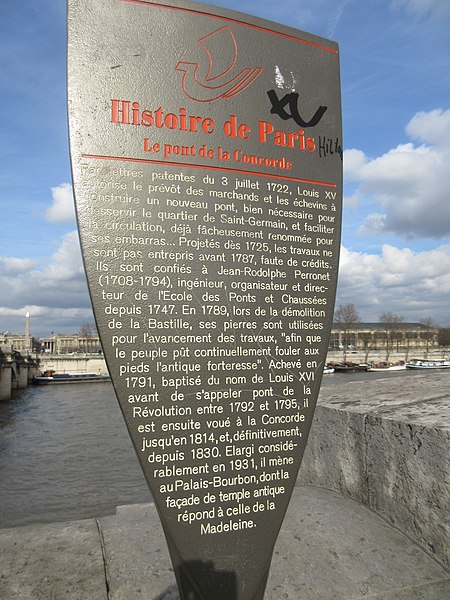 XU
Histoire de Paris
Le pont de la Concorde
lettres patentes du 3 juillet 1722, Louis XV
autorise le prévôt des marchands et les échevins à
construire un nouveau pont, bien nécessaire pour
desservir le quartier de Saint-Germain, et faciliter
la circulation, déjà fâcheusement renommée pour
ses embarras... Projetés dès 1725, les travaux ne
sont pas entrepris avant 1787, faute de crédits.
Ils sont confiés à Jean-Rodolphe Perronet
(1708-1794), ingénieur, organisateur et direc-
teur de l'Ecole des Ponts et Chaussées
depuis 1747. En 1789, lors de la démolition
de la Bastille, ses pierres sont utilisées
pour l'avancement des travaux, "afin que
le peuple pût continuellement fouler aux
pieds l'antique forteresse". Achevé en
1791, baptisé du nom de Louis XVI
avant de s'appeler pont de la
Révolution entre 1792 et 1795, il
est ensuite voué à la Concorde
jusqu'en 1814, et, définitivement,
depuis 1830. Elargi considé-
rablement en 1931, il mène
au Palais-Bourbon, dont la
façade de temple antique
répond à celle de la
Madeleine.